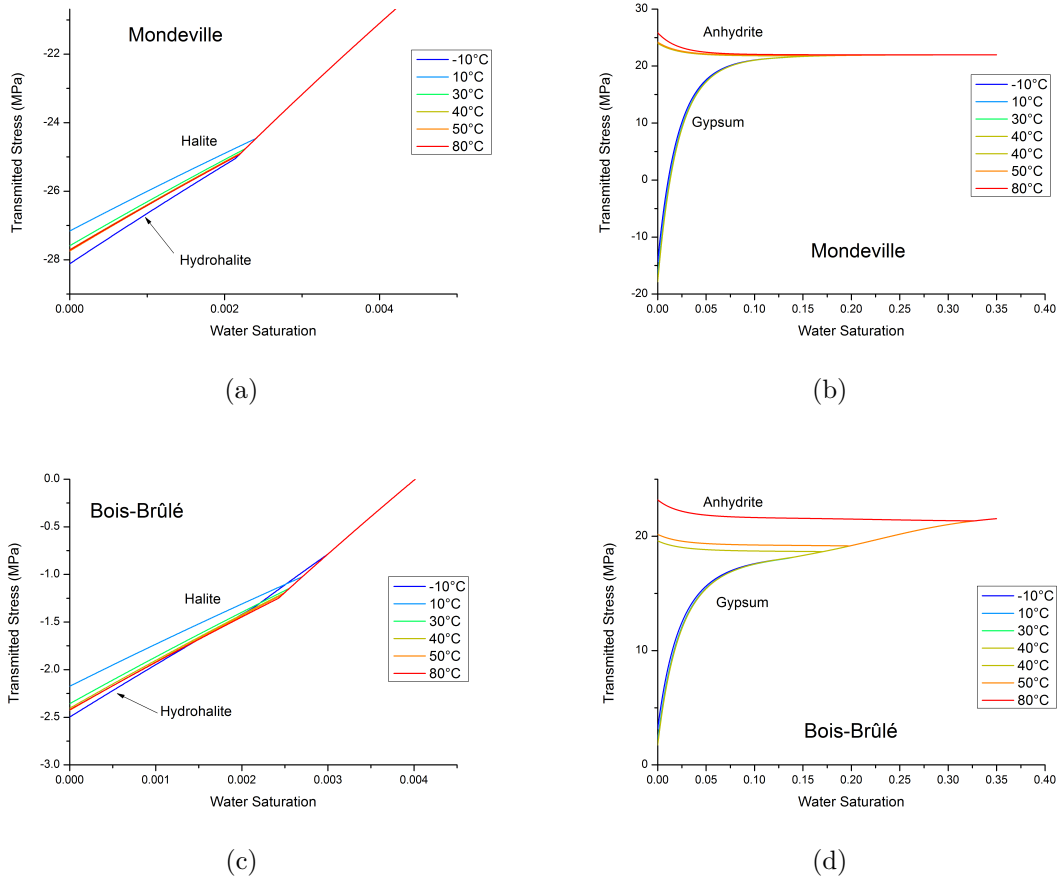 Mondeville
Transmitted Stress (MPa)
-22
-24
-26
-28
Halite
Hydrohalite
-10°C
10°C
30°C
40°C
50°C
80°C
0.000
0.002
0.004
Water Saturation
(a)
Transmitted Stress (MPa)
30
20
10
0
-10
-20
Anhydrite
Gypsum
-10°C
10°C
30°C
40°C
40°C
50°C
80°C
Mondeville
0.00
0.05
0.10
0.15
0.20
0.25
0.30
0.35
0.40
Water Saturation
(b)
Bois-Brûlé
Transmitted Stress (MPa)
0.0
-0.5
-1.0
-1.5
-2.0
-2.5
-3.0
Halite
Hydrohalite
-10°C
10°C
30°C
40°C
50°C
80°C
0.000
0.001
0.002
0.003
0.004
Water Saturation
(c)
Transmitted Stress (MPa)
20
10
0
Anhydrite
Gypsum
-10°C
10°C
30°C
40°C
40°C
50°C
80°C
Bois-Brûlé
0.00
0.05
0.10
0.15
0.20
0.25
0.30
0.35
0.40
Water Saturation
(d)